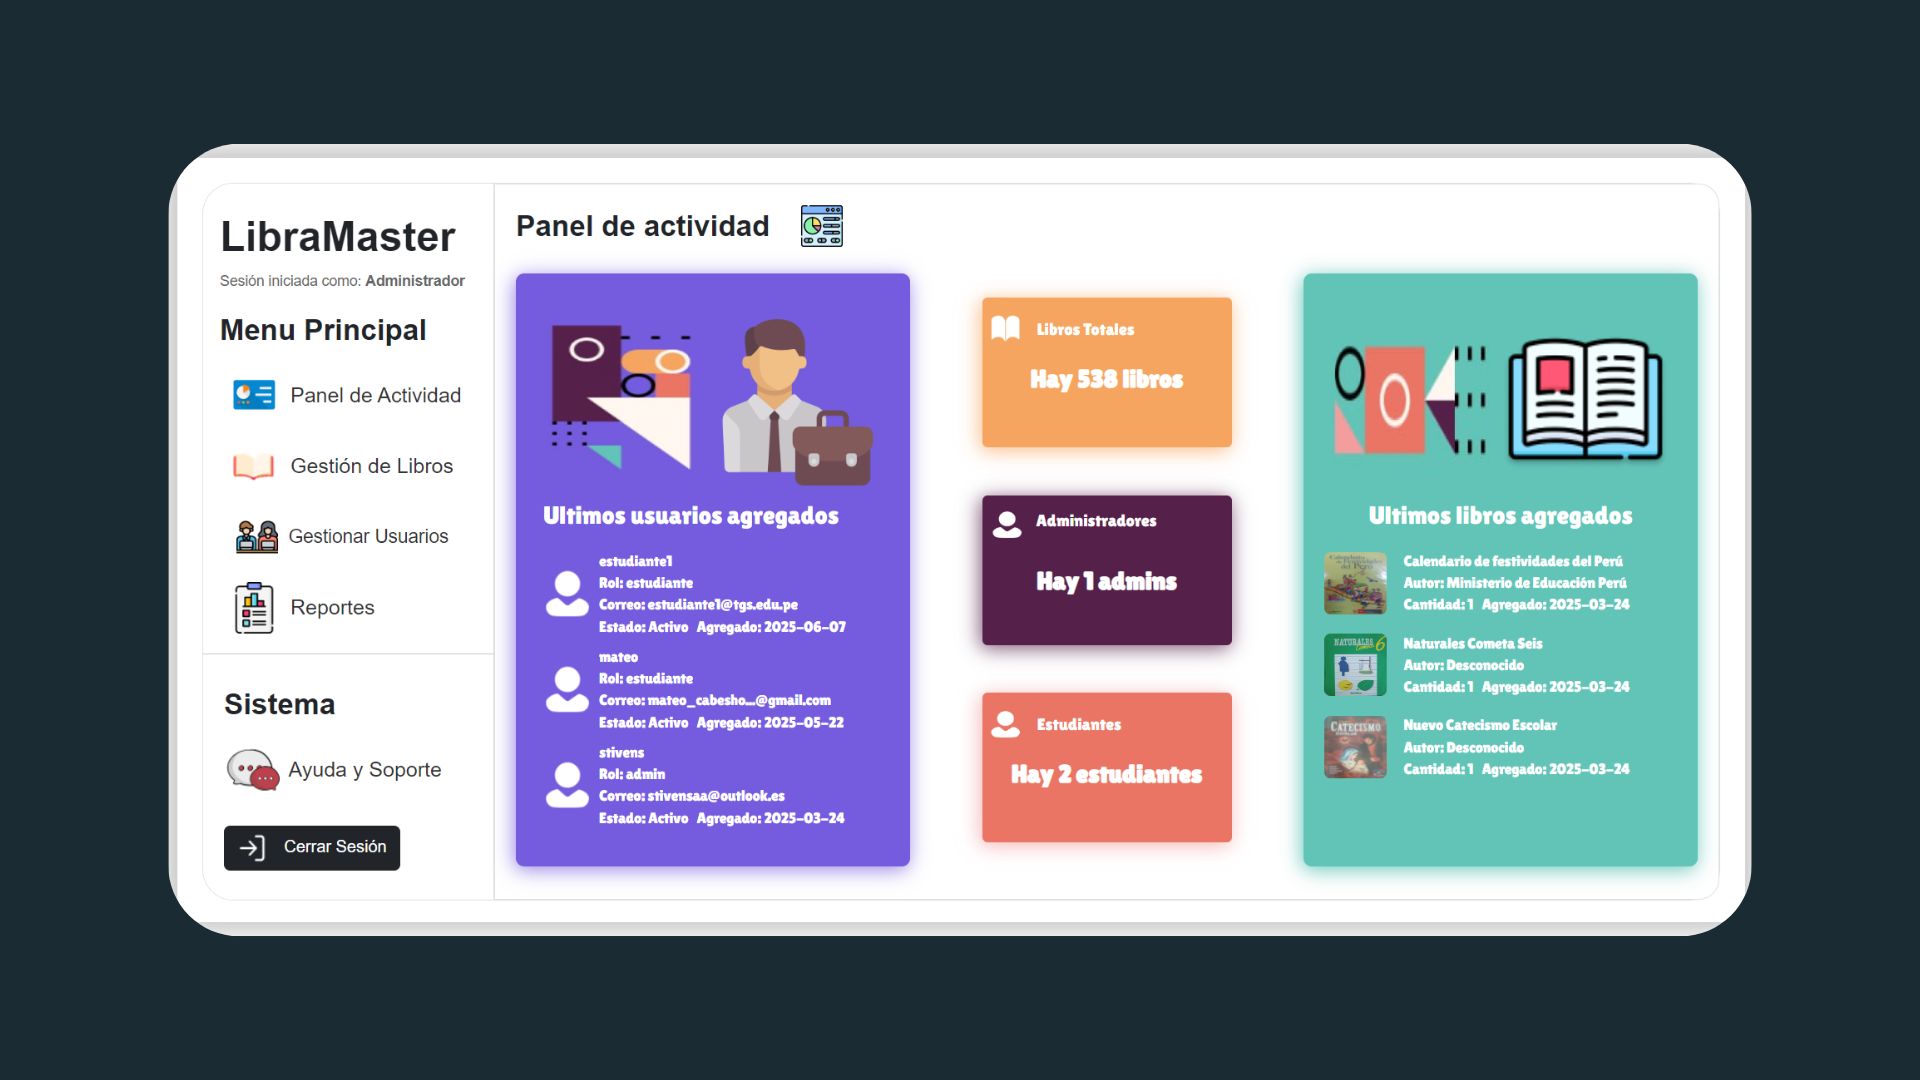 LibraMaster
Sesión iniciada como: Administrador
Menu Principal
Panel de Actividad
Gestión de Libros
Gestionar Usuarios
Reportes
Sistema
Ayuda y Soporte
Cerrar Sesión
Panel de actividad
Ultimos usuarios agregados
estudiante1
Rol: estudiante
Correo: estudiante1@tgs.edu.pe
Estado: Activo Agregado: 2025-06-07
mateo
Rol: estudiante
Correo: mateo_cabesho...@gmail.com
Estado: Activo Agregado: 2025-05-22
stivens
Rol: admin
Correo: stivensaa@outlook.es
Estado: Activo Agregado: 2025-03-24
Libros Totales
Hay 538 libros
Administradores
Hay 1 admins
Estudiantes
Hay 2 estudiantes
Ultimos libros agregados
Calendario de festividades del Perú
Autor: Ministerio de Educación Perú
Cantidad: 1 Agregado: 2025-03-24
NATURALES
6
Naturales Cometa Seis
Autor: Desconocido
Cantidad: 1 Agregado: 2025-03-24
CATECISMO
Nuevo Catecismo Escolar
Autor: Desconocido
Cantidad: 1 Agregado: 2025-03-24